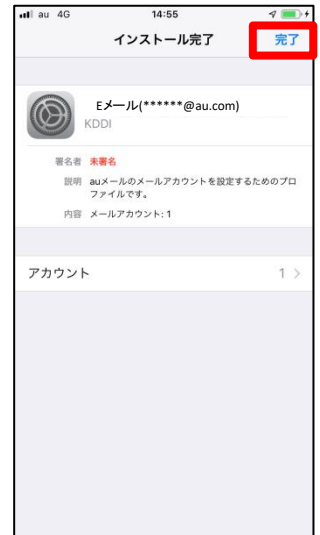 au 4G 14:55
インストール完了 完了
Eメール(******@au.com)
KDDI
署名者 未署名
説明 auメールのメールアカウントを設定するためのプロ
ファイルです。
内容 メールアカウント: 1
アカウント 1